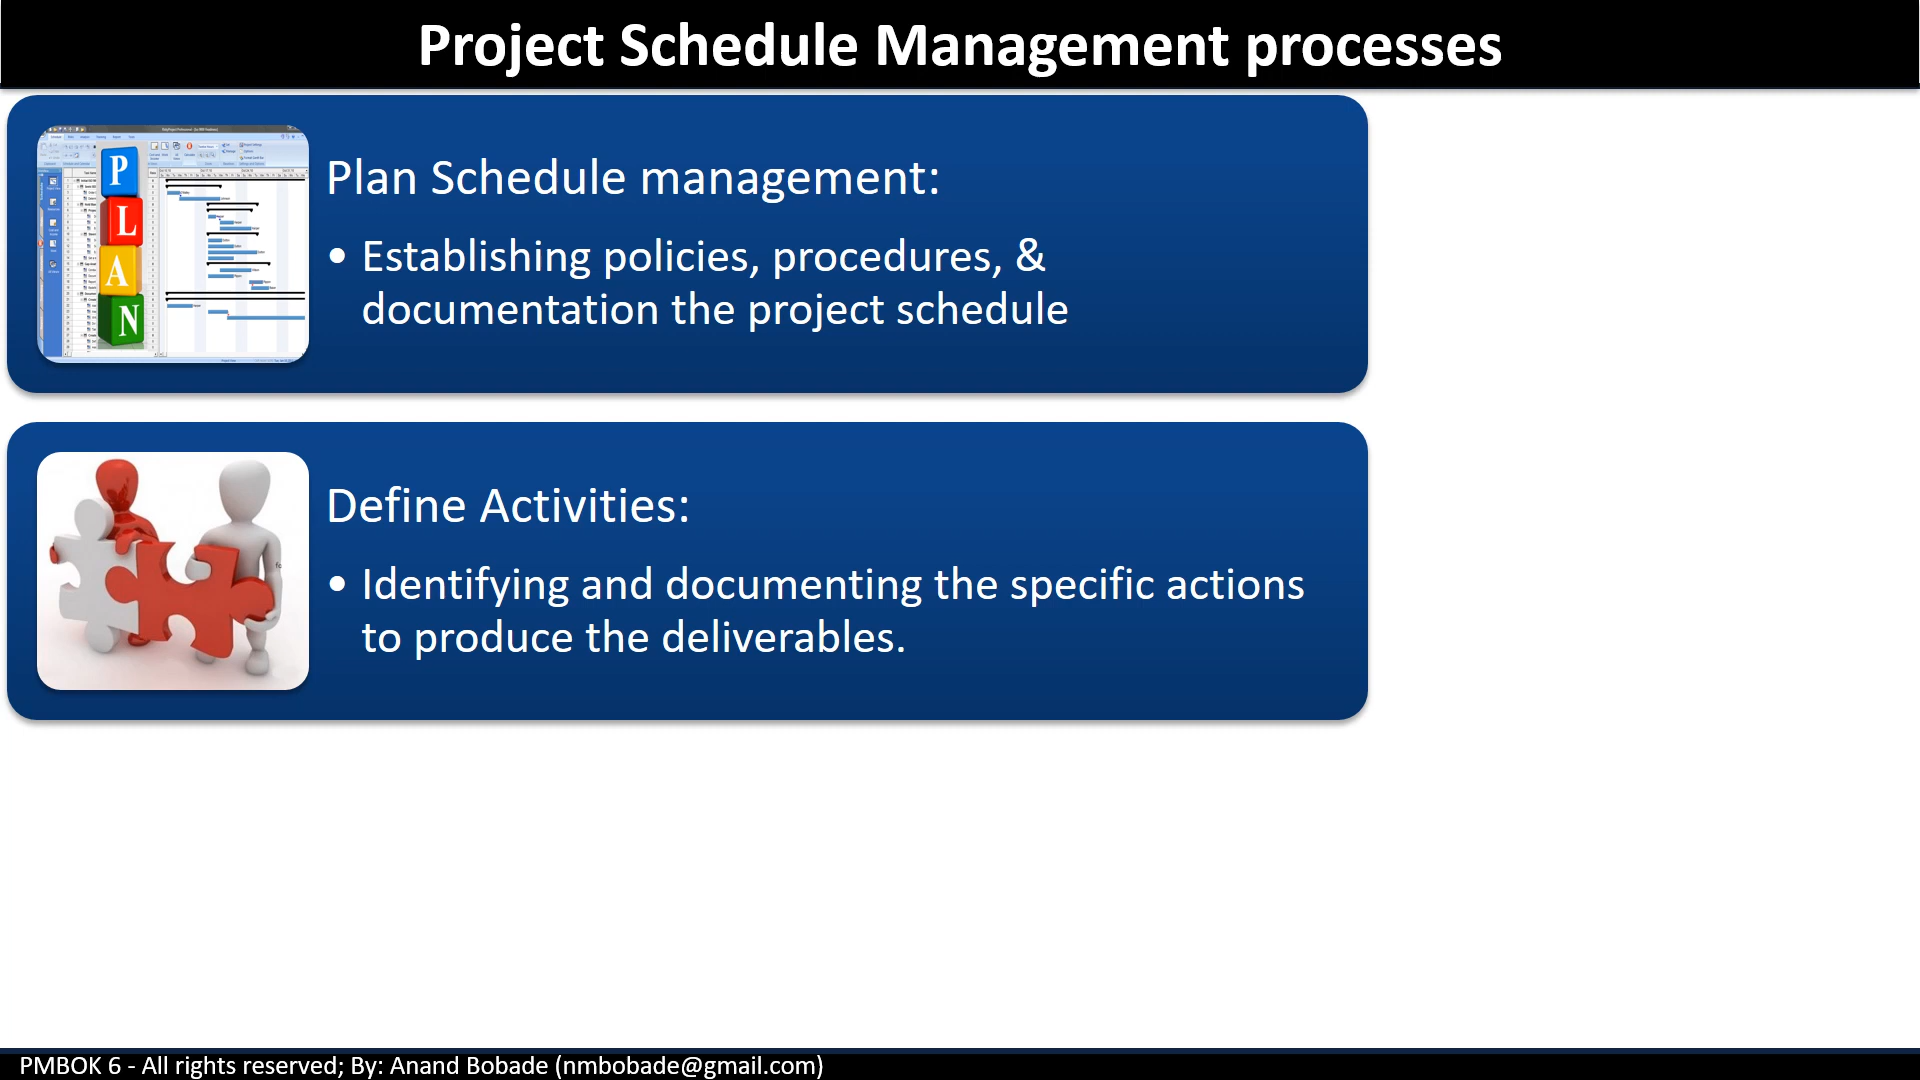 Project Schedule Management processes
P
L
A
N
Plan Schedule management:
• Establishing policies, procedures, &
documentation the project schedule
Define Activities:
• Identifying and documenting the specific actions
to produce the deliverables.
PMBOK 6 - All rights reserved; By: Anand Bobade (nmbobade@gmail.com)